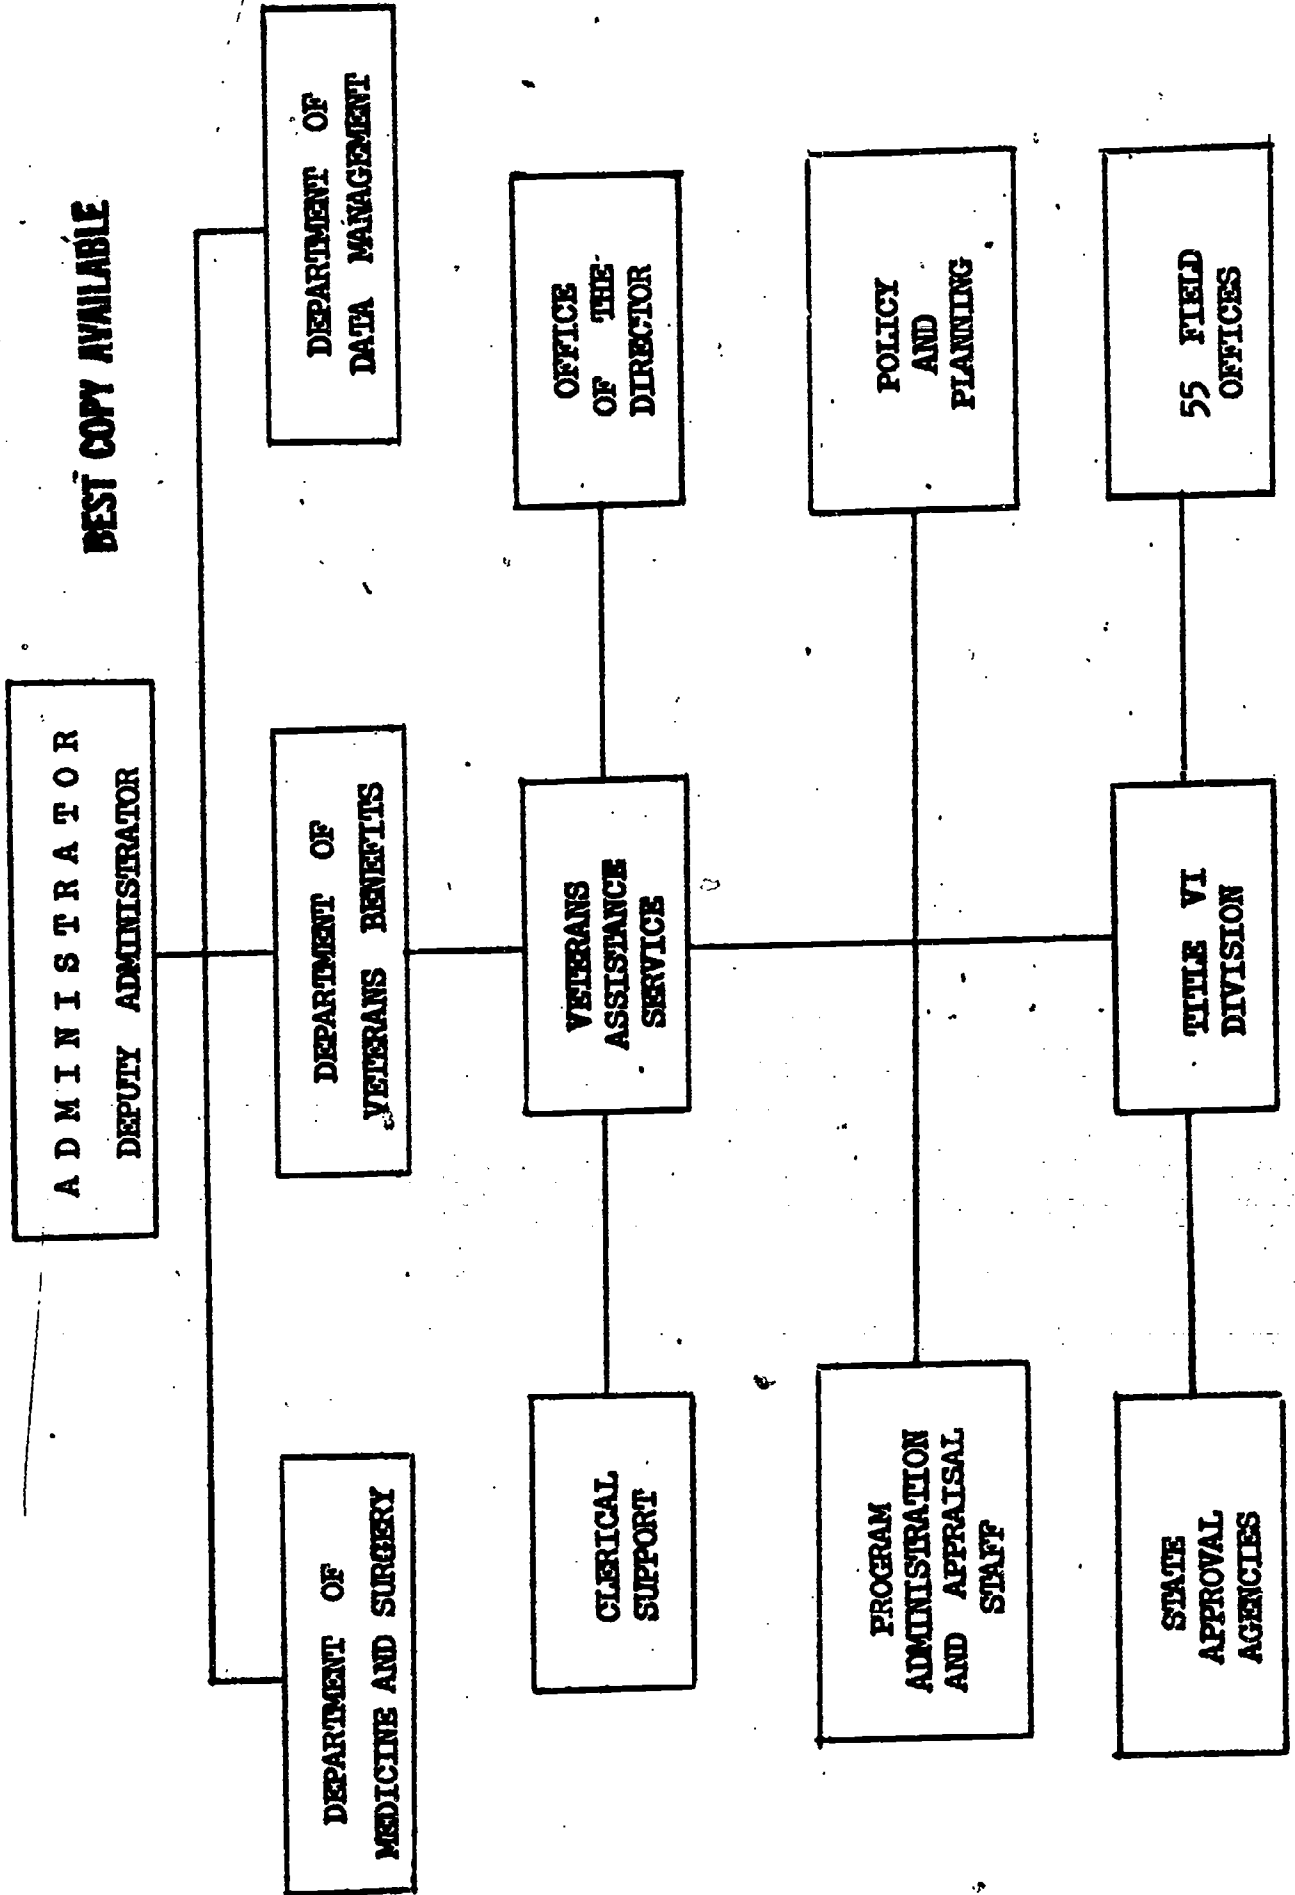 BEST COPY AVAILABLE
A D M I N I S T R A T O R
DEPUTY ADMINISTRATOR
DEPARTMENT OF
MEDICINE AND SURGERY
DEPARTMENT OF
VETERANS BENEFITS
DEPARTMENT OF
DATA MANAGEMENT
CLERICAL
SUPPORT
VETERANS
ASSISTANCE
SERVICE
OFFICE
OF THE
DIRECTOR
PROGRAM
ADMINISTRATION
AND APPRAISAL
STAFF
POLICY
AND
PLANNING
STATE
APPROVAL
AGENCIES
TITLE VI
DIVISION
55 FIELD
OFFICES